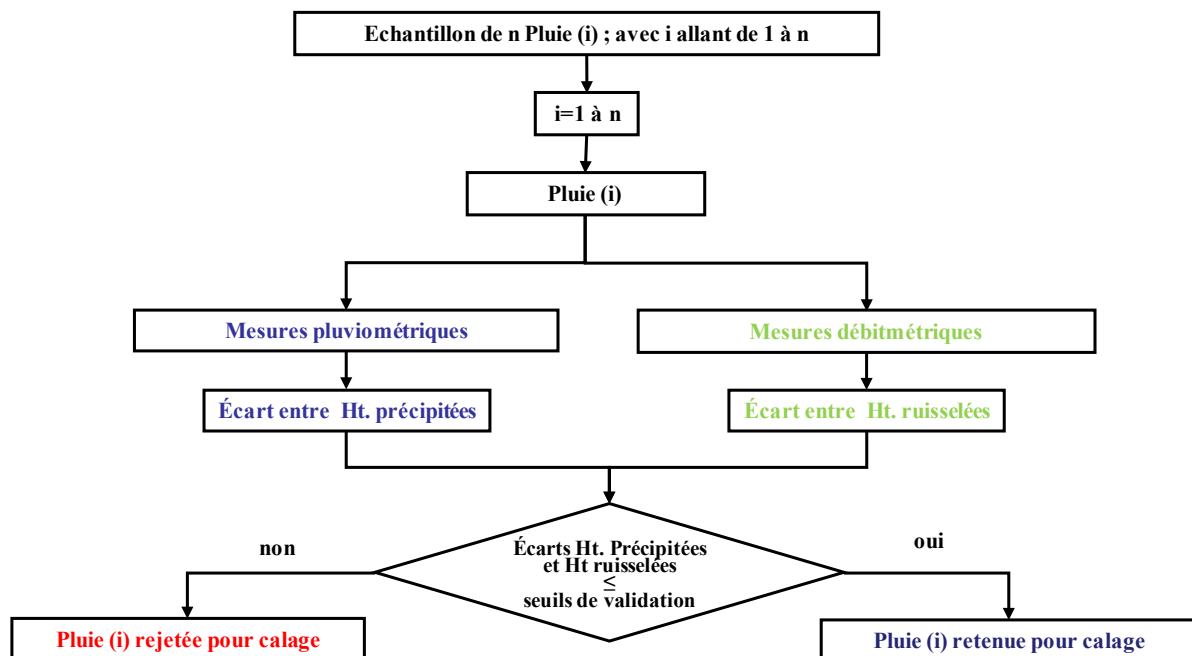 Echantillon de n Pluie (i) ; avec i allant de 1 à n
i=1 à n
Pluie (i)
Mesures pluviométriques
Mesures débitmétriques
Écart entre Ht. précipitées
Écart entre Ht. ruisselées
non
oui
Écarts Ht. Précipitées
et Ht ruisselées
≤
seuils de validation
Pluie (i) rejetée pour calage
Pluie (i) retenue pour calage